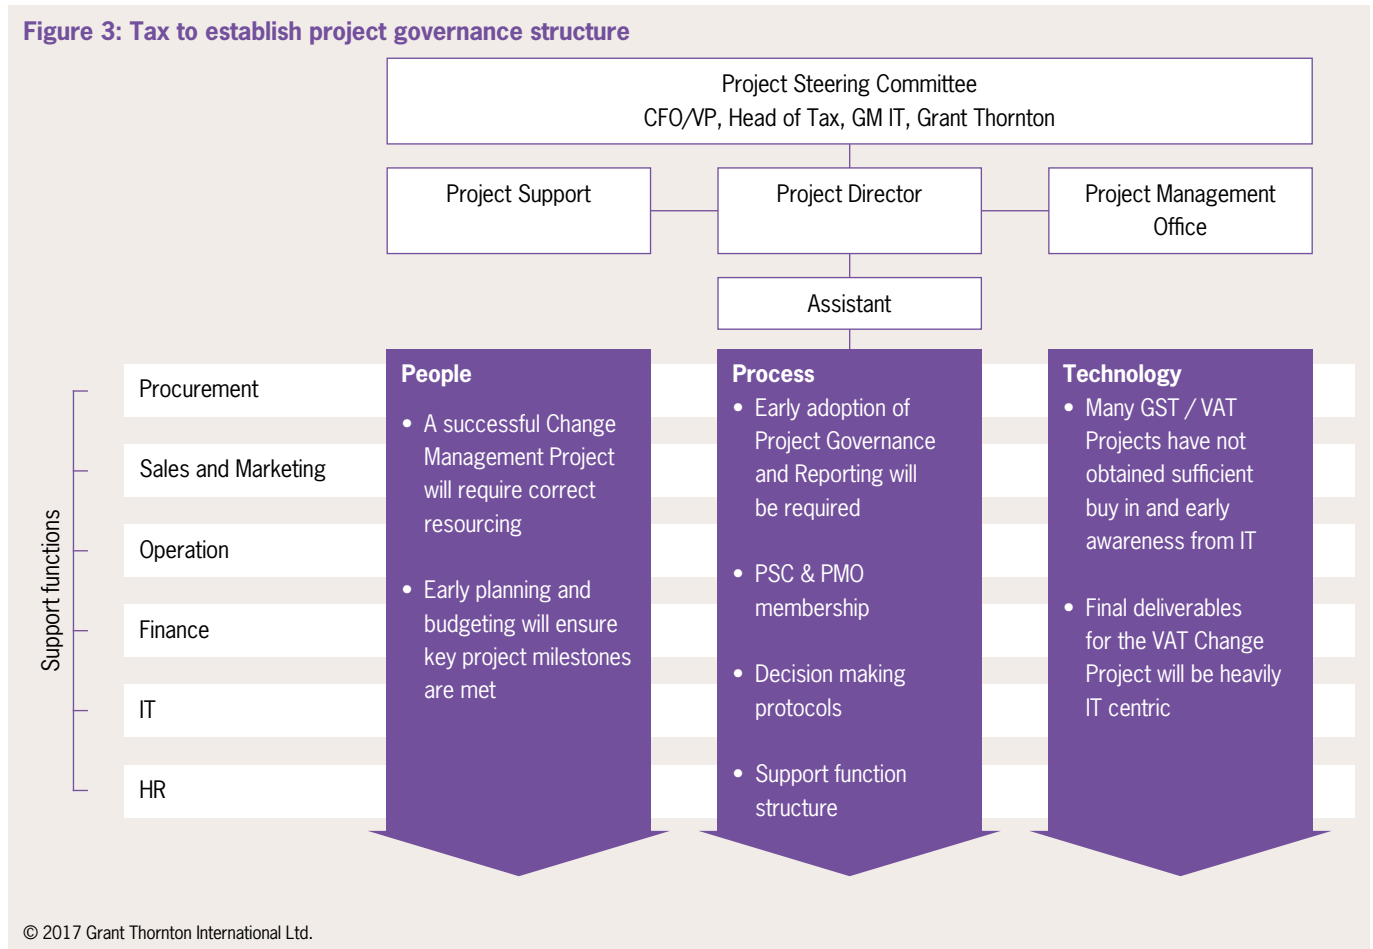 Figure 3: Tax to establish project governance structure
Project Steering Committee
CFO/VP, Head of Tax, GM IT, Grant Thornton
Project Support
Project Director
Project Management
Office
Assistant
Support functions
Procurement
Sales and Marketing
Operation
Finance
IT
HR
People
• A successful Change
Management Project
will require correct
resourcing
• Early planning and
budgeting will ensure
key project milestones
are met
Process
• Early adoption of
Project Governance
and Reporting will
be required
• PSC & PMO
membership
• Decision making
protocols
• Support function
structure
Technology
• Many GST / VAT
Projects have not
obtained sufficient
buy in and early
awareness from IT
• Final deliverables
for the VAT Change
Project will be heavily
IT centric
© 2017 Grant Thornton International Ltd.